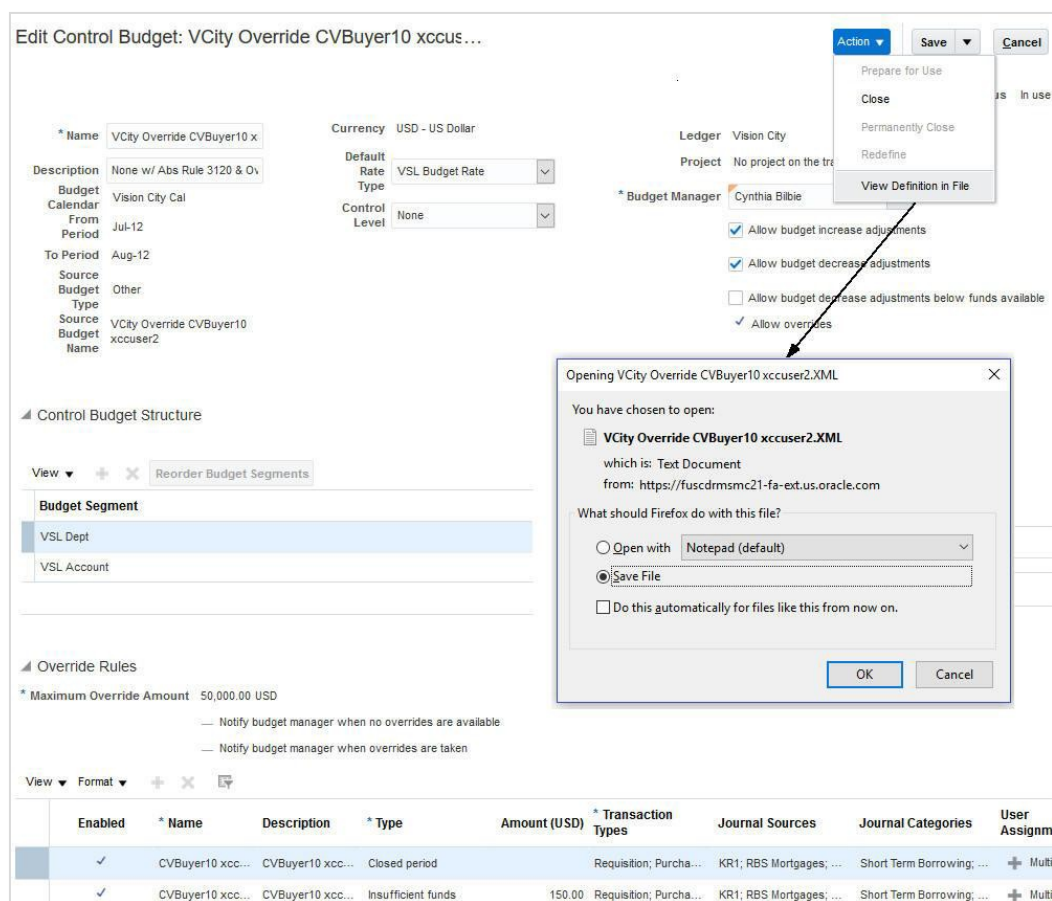 Edit Control Budget: VCity Override CVBuyer10 xccus...
Action Save Cancel
Prepare for Use
Close
us In use
Permanently Close
Redefine
View Definition in File
* Name VCity Override CVBuyer10 x
Description None w/ Abs Rule 3120 & Ov
Budget Calendar Vision City Cal
From Period Jul-12
To Period Aug-12
Source Budget Type Other
Source Budget Name VCity Override CVBuyer10 xccuser2
Currency USD - US Dollar
Default Rate Type VSL Budget Rate
Control Level None
Ledger Vision City
Project No project on the tra
* Budget Manager Cynthia Bilbie
Allow budget increase adjustments
Allow budget decrease adjustments
Allow budget decrease adjustments below funds available
Allow overrides
Opening VCity Override CVBuyer10 xccuser2.XML
You have chosen to open:
VCity Override CVBuyer10 xccuser2.XML
which is: Text Document
from: https://fuscdrmsmc21-fa-ext.us.oracle.com
What should Firefox do with this file?
Open with Notepad (default)
Save File
Do this automatically for files like this from now on.
OK Cancel
Control Budget Structure
View Reorder Budget Segments
Budget Segment
VSL Dept
VSL Account
Override Rules
* Maximum Override Amount 50,000.00 USD
Notify budget manager when no overrides are available
Notify budget manager when overrides are taken
View Format
Enabled * Name Description * Type Amount (USD) * Transaction Types Journal Sources Journal Categories User Assignm
CVBuyer10 xcc... CVBuyer10 xcc... Closed period Requisition; Purcha... KR1; RBS Mortgages; ... Short Term Borrowing; ... Multi
CVBuyer10 xcc... CVBuyer10 xcc... Insufficient funds 150.00 Requisition; Purcha... KR1; RBS Mortgages; ... Short Term Borrowing; ... Multi